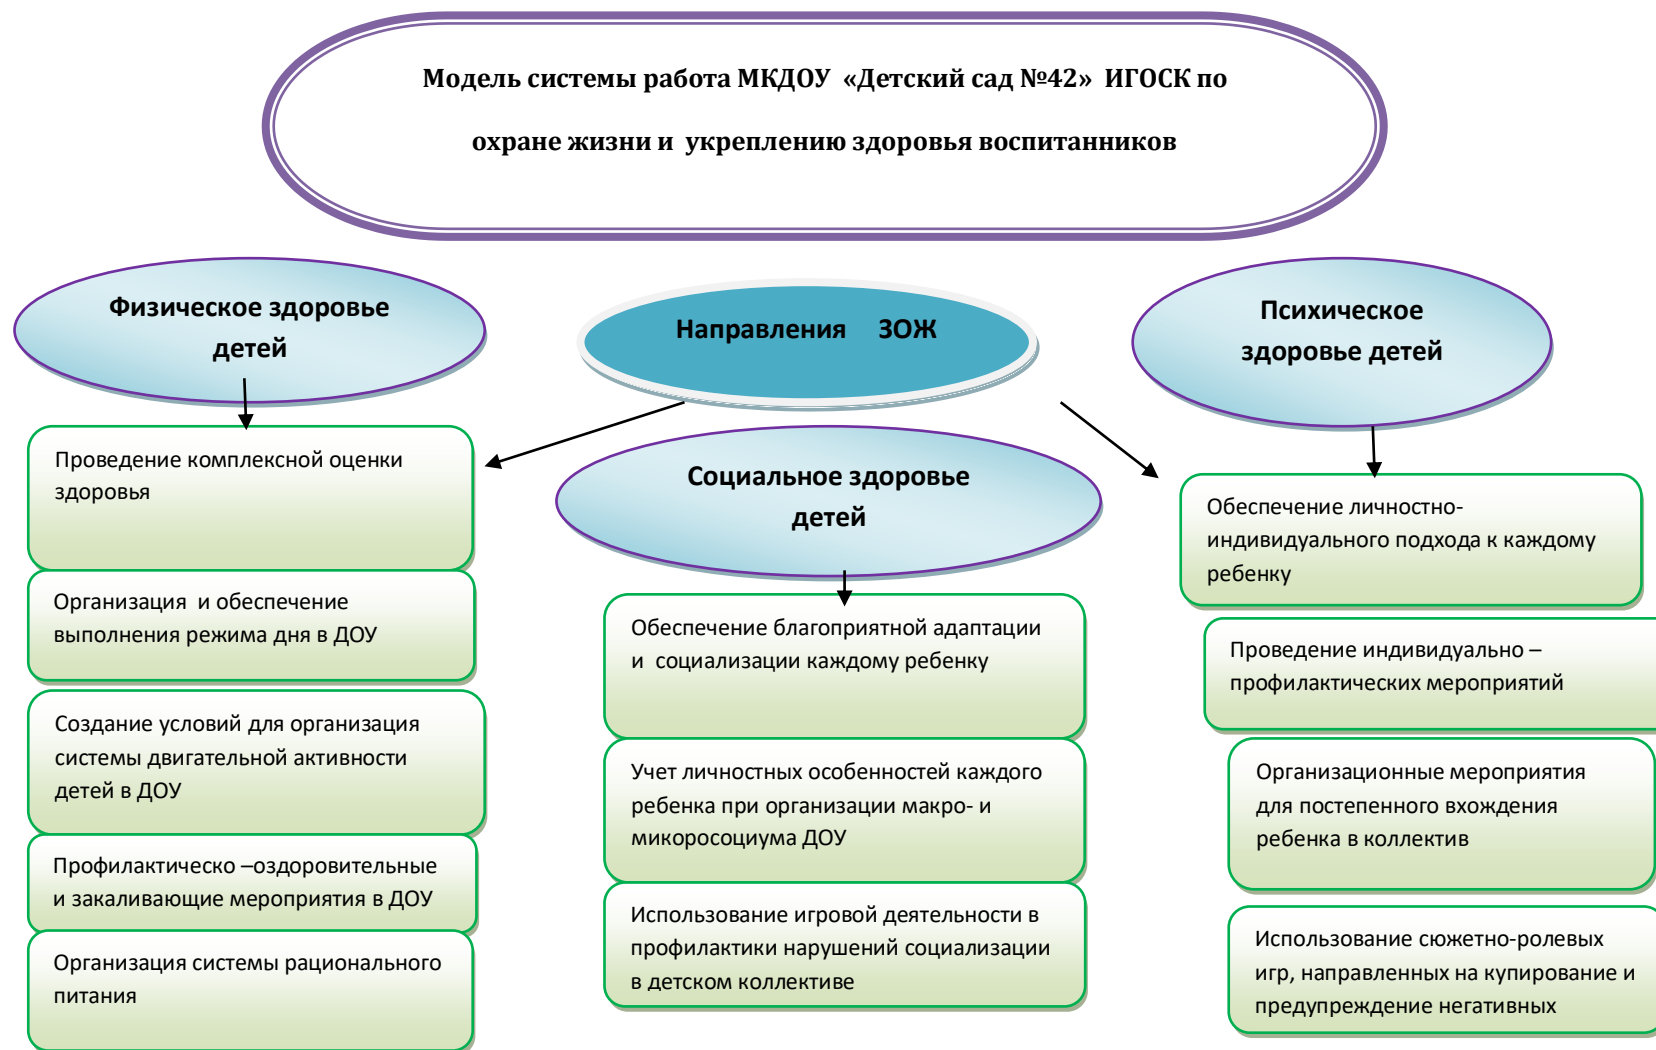 Модель системы работа МКДОУ «Детский сад №42» ИГОСК по
охране жизни и укреплению здоровья воспитанников
Физическое здоровье
детей
Направления ЗОЖ
Психическое
здоровье детей
Социальное здоровье
детей
Проведение комплексной оценки
здоровья
Организация и обеспечение
выполнения режима дня в ДОУ
Создание условий для организация
системы двигательной активности
детей в ДОУ
Профилактическо –оздоровительные
и закаливающие мероприятия в ДОУ
Организация системы рационального
питания
Обеспечение благоприятной адаптации
и социализации каждому ребенку
Учет личностных особенностей каждого
ребенка при организации макро- и
микоросоциума ДОУ
Использование игровой деятельности в
профилактики нарушений социализации
в детском коллективе
Обеспечение личностно-
индивидуального подхода к каждому
ребенку
Проведение индивидуально –
профилактических мероприятий
Организационные мероприятия
для постепенного вхождения
ребенка в коллектив
Использование сюжетно-ролевых
игр, направленных на купирование и
предупреждение негативных